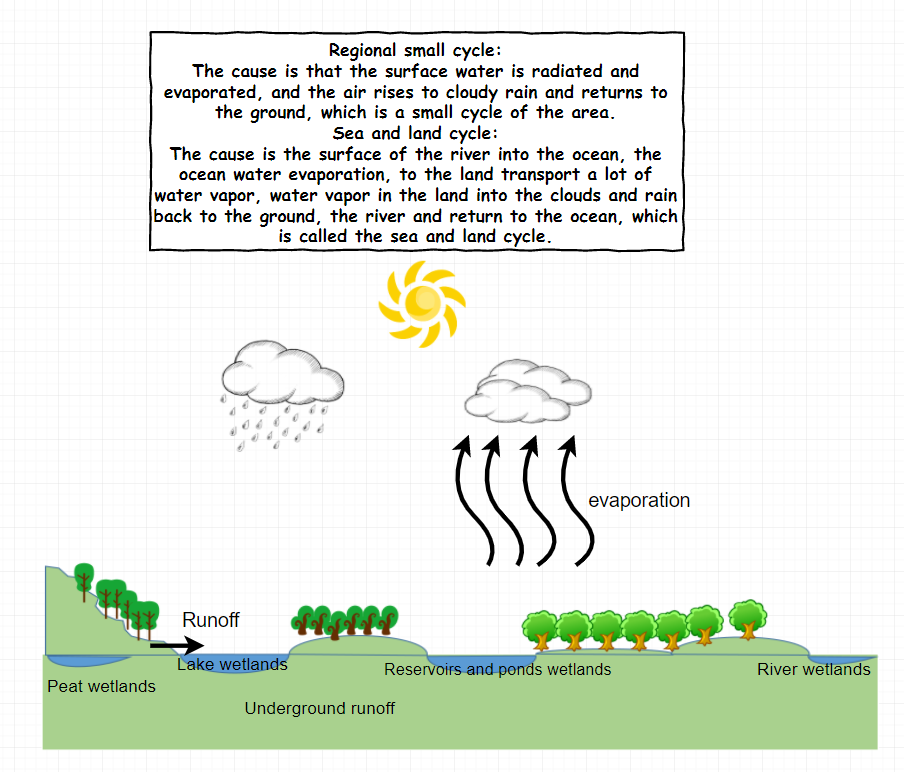 Regional small cycle:
The cause is that the surface water is radiated and
evaporated, and the air rises to cloudy rain and returns to
the ground, which is a small cycle of the area.
Sea and land cycle:
The cause is the surface of the river into the ocean, the
ocean water evaporation, to the land transport a lot of
water vapor, water vapor in the land into the clouds and rain
back to the ground, the river and return to the ocean, which
is called the sea and land cycle.
evaporation
Runoff
Lake wetlands
Reservoirs and ponds wetlands
River wetlands
Peat wetlands
Underground runoff